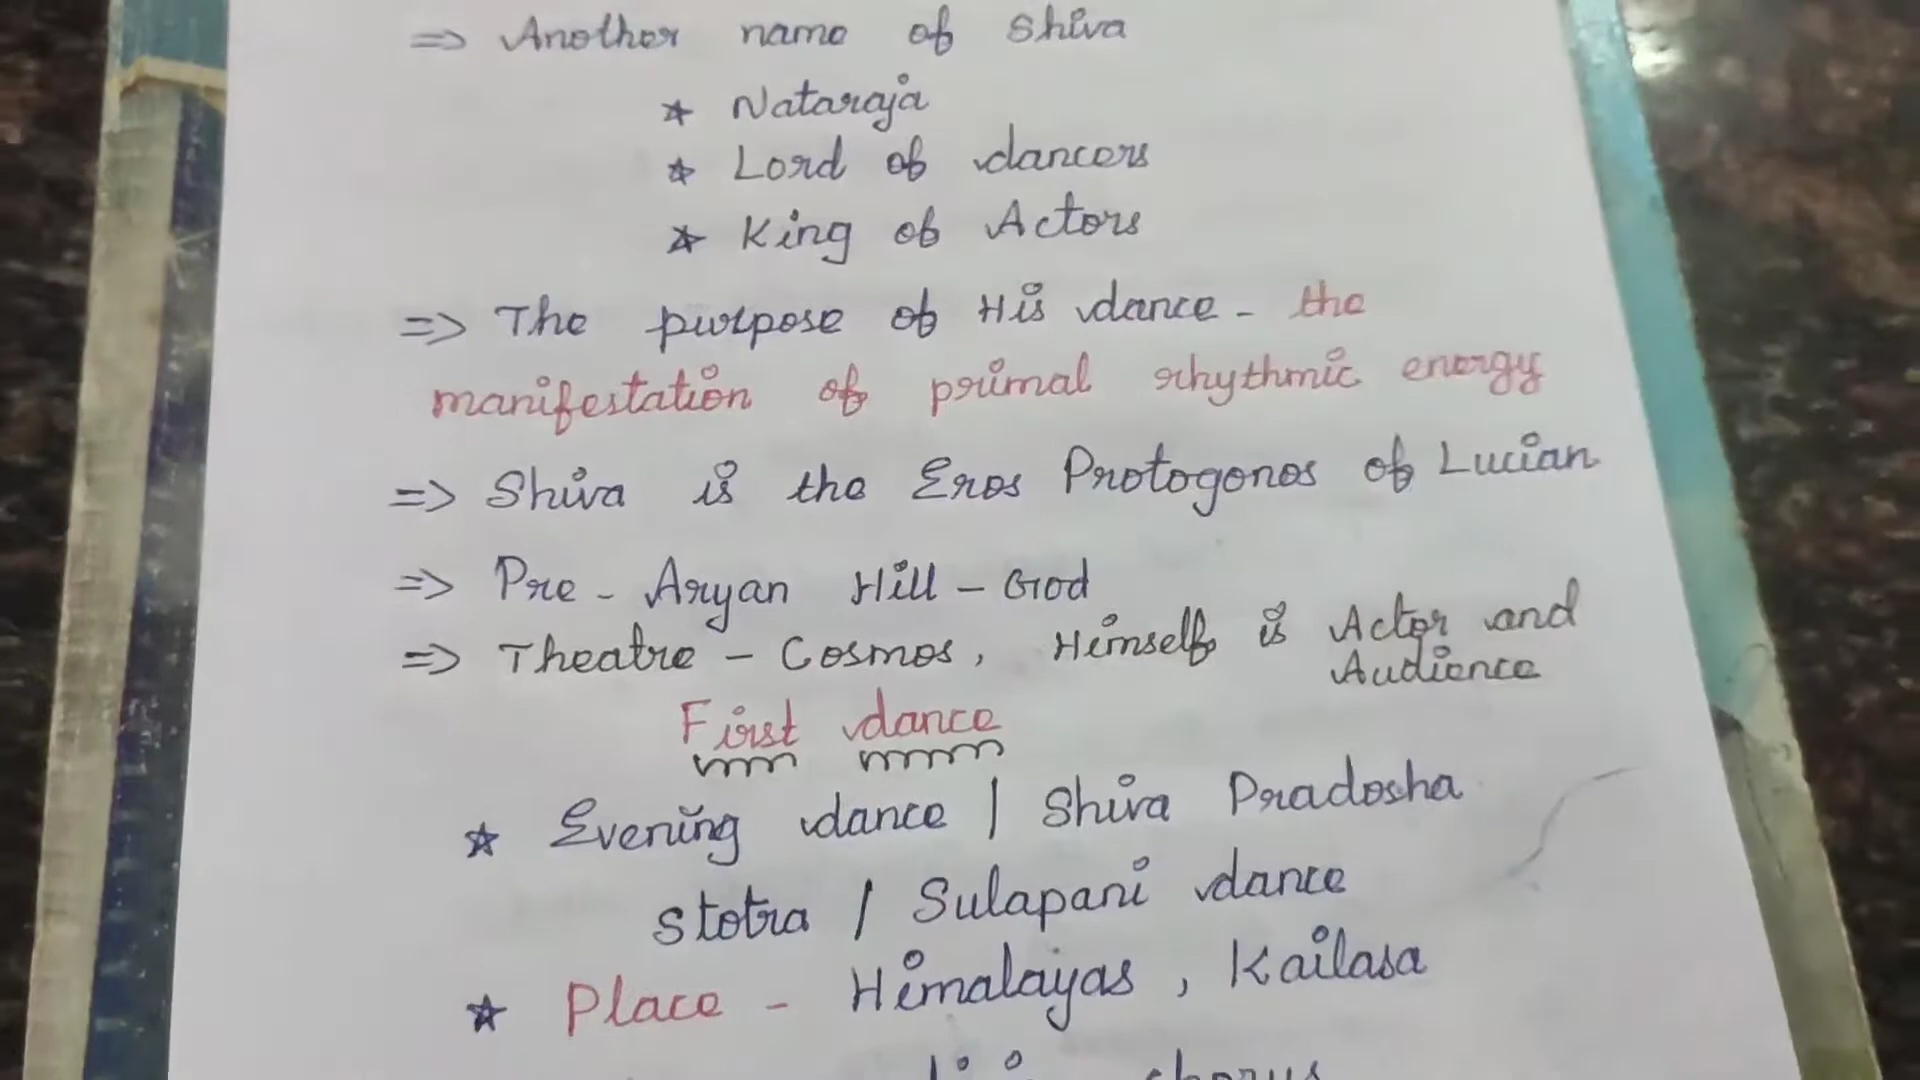 ⇒ Another name of Shiva
★ Nataraja
★ Lord of dancers
★ King of Actors
⇒ The purpose of His dance - the
manifestation of primal rhythmic energy
⇒ Shiva is the Eros Protogonos of Lucian
⇒ Pre - Aryan Hill - God
⇒ Theatre - Cosmos, Himself is Actor and
Audience
First dance
★ Evening dance | Shiva Pradosha
stotra / Sulapani dance
★ Place - Himalayas, Kailasa
chorus